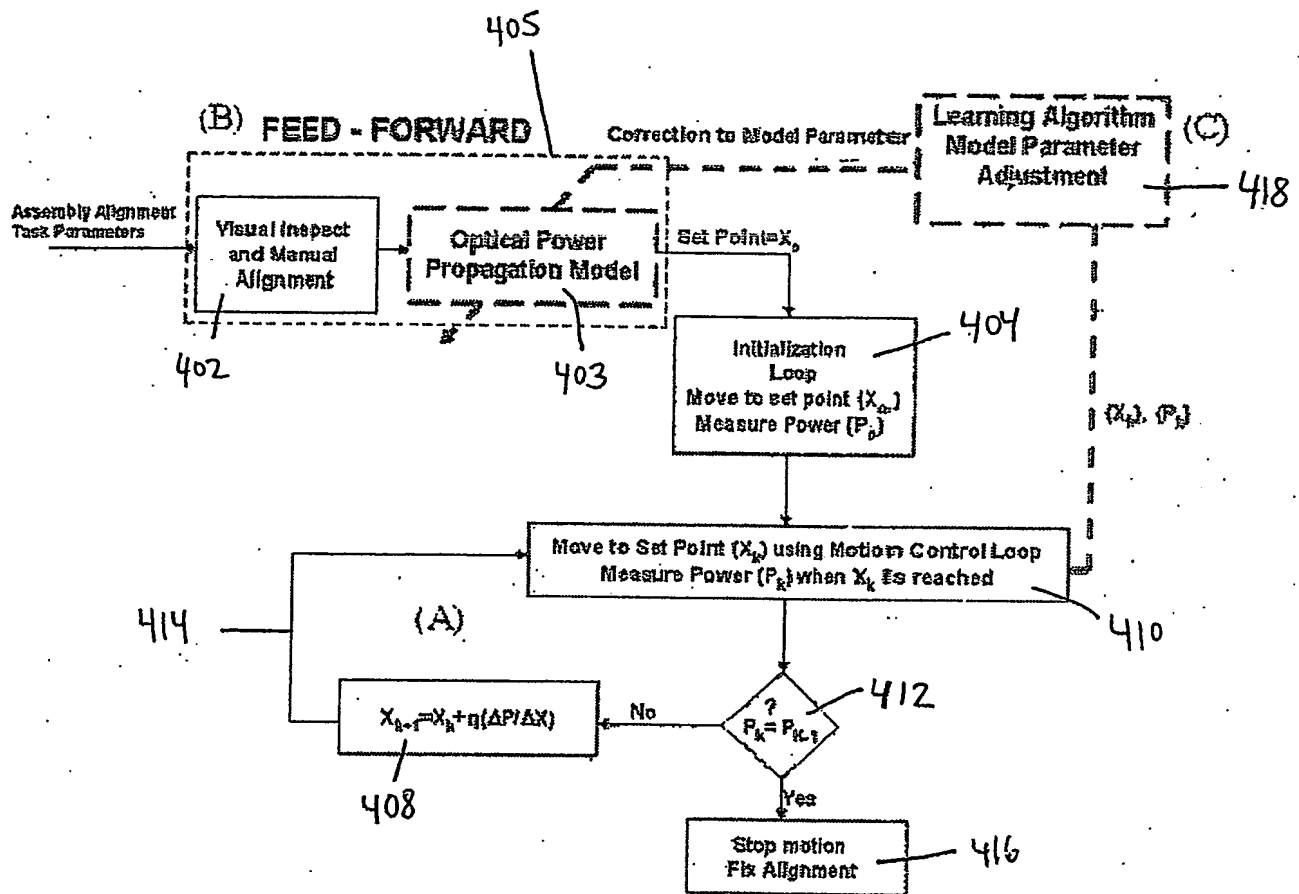 405
(B) FEED - FORWARD
Correction to Model Parameter
Learning Algorithm
Model Parameter
Adjustment
(C)
418
Assembly Alignment
Task Parameters
Visual Inspect
and Manual
Alignment
Optical Power
Propagation Model
Set Point=X₀
402
403
404
Initialization
Loop
Move to set point {X₀}
Measure Power {P₀}
{Xₖ}, {Pₖ}
Move to Set Point {Xₖ} using Motion Control Loop
Measure Power {Pₖ} when Xₖ is reached
414
(A)
410
412
?
Pₖ = Pₖ₋₁
No
Xₖ₊₁=Xₖ+η(ΔP/ΔX)
408
Yes
Stop motion
Fix Alignment
416